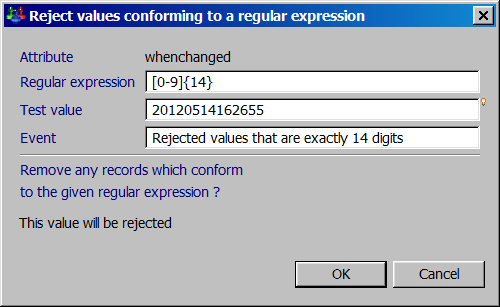 Reject values conforming to a regular expression
Attribute whenchanged
Regular expression [0-9]{14}
Test value 20120514162655
Event Rejected values that are exactly 14 digits
Remove any records which conform
to the given regular expression ?
This value will be rejected
OK Cancel